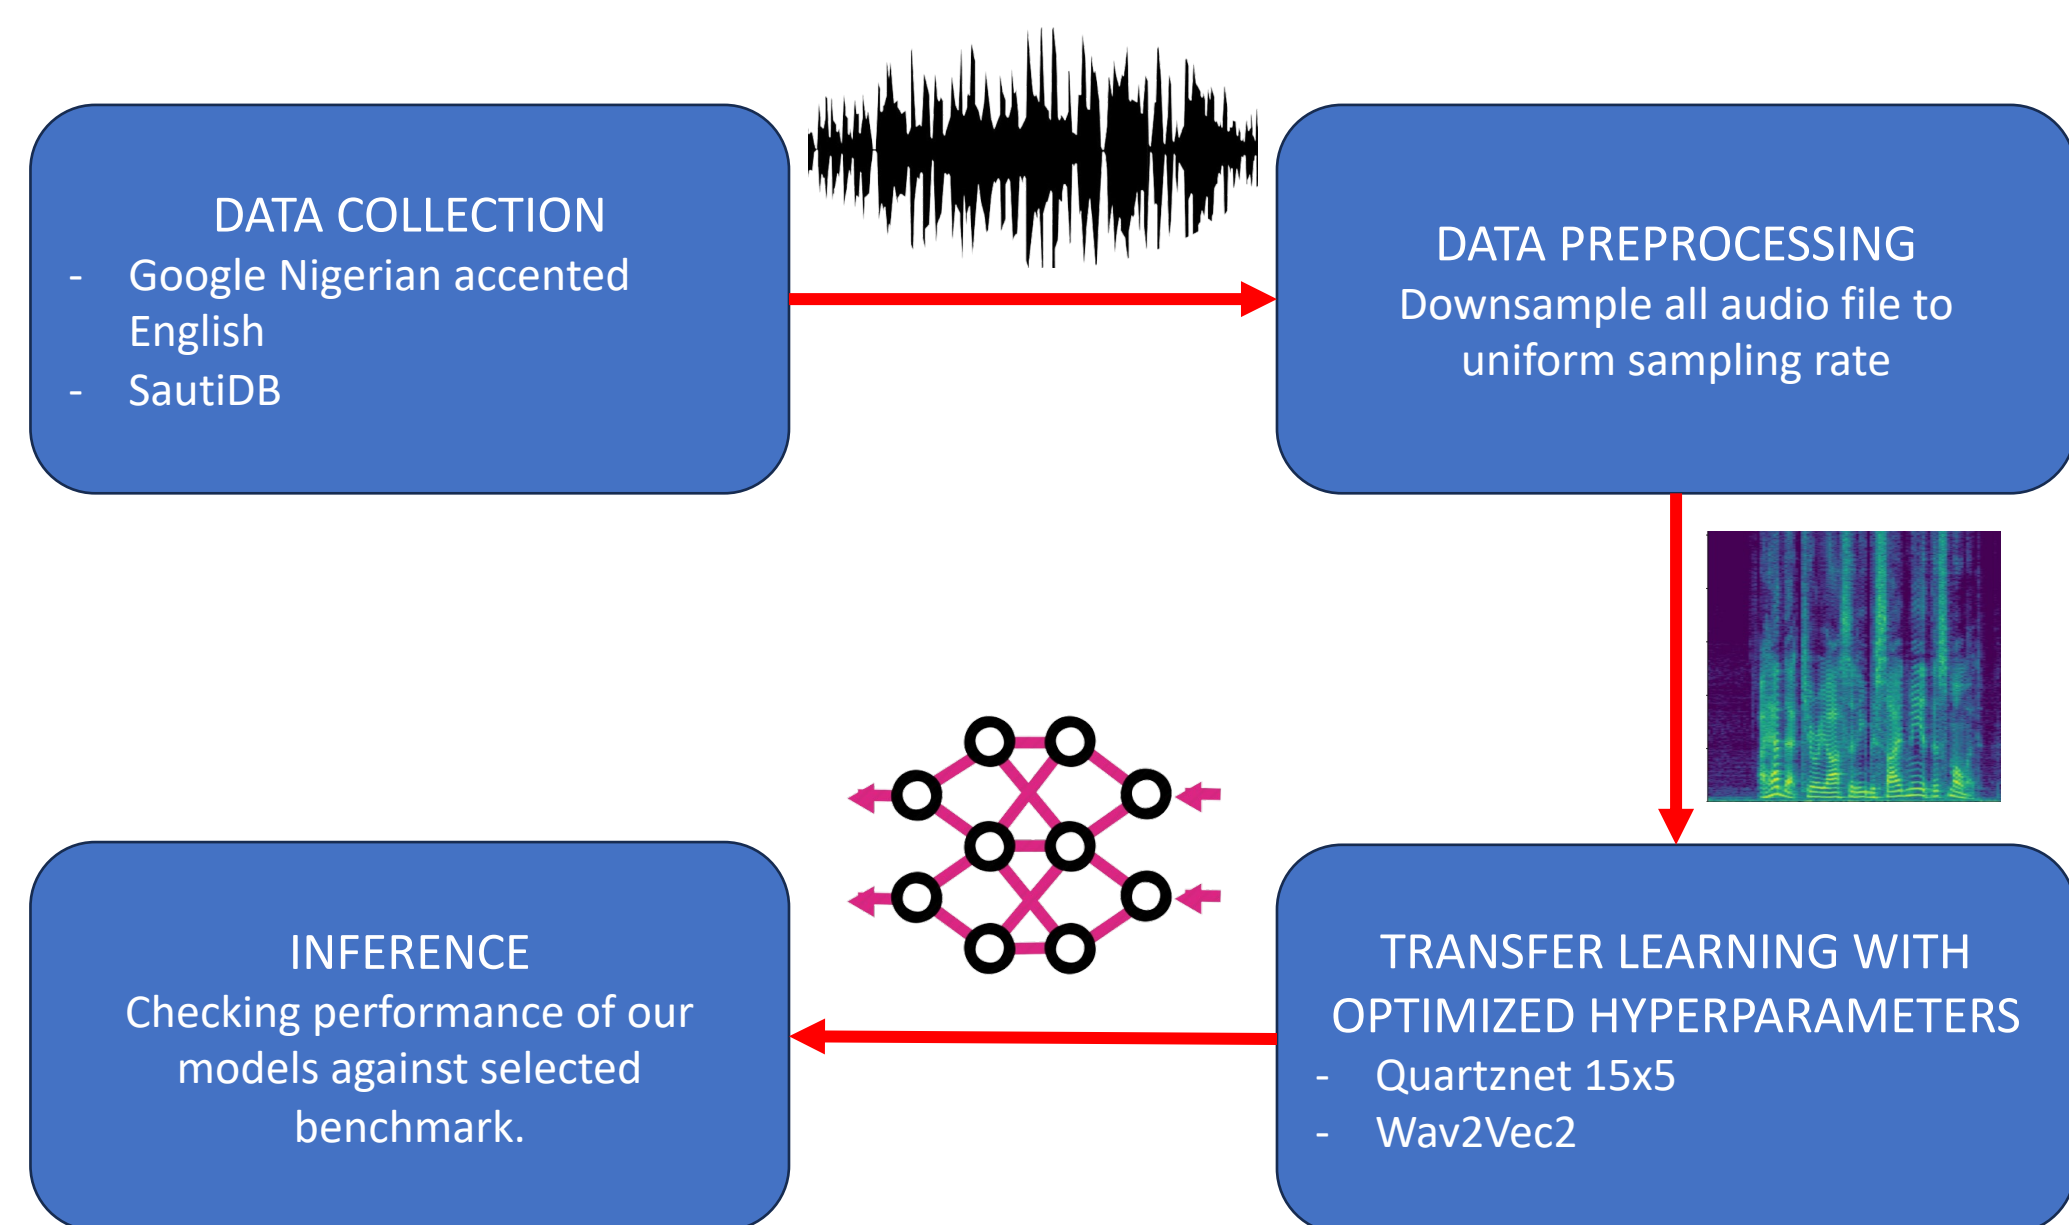 DATA COLLECTION
- Google Nigerian accented
English
- SautiDB
DATA PREPROCESSING
Downsample all audio file to
uniform sampling rate
TRANSFER LEARNING WITH
OPTIMIZED HYPERPARAMETERS
- Quartznet 15x5
- Wav2Vec2
INFERENCE
Checking performance of our
models against selected
benchmark.